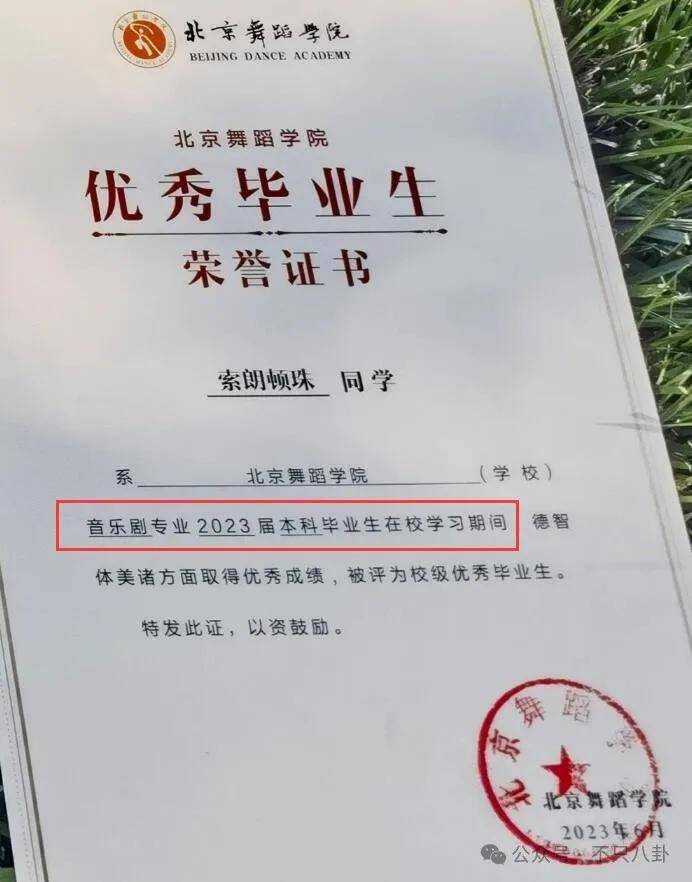 北京舞蹈学院
BEIJING DANCE ACADEMY
北京舞蹈学院
优秀毕业生
荣誉证书
索朗顿珠 同学
系 北京舞蹈学院 (学校)
音乐剧专业 2023 届本科毕业生在校学习期间 德智
体美诸方面取得优秀成绩,被评为校级优秀毕业生。
特发此证,以资鼓励。
北京舞蹈学
北京舞蹈学院
2023年6月
公众号 不只八卦